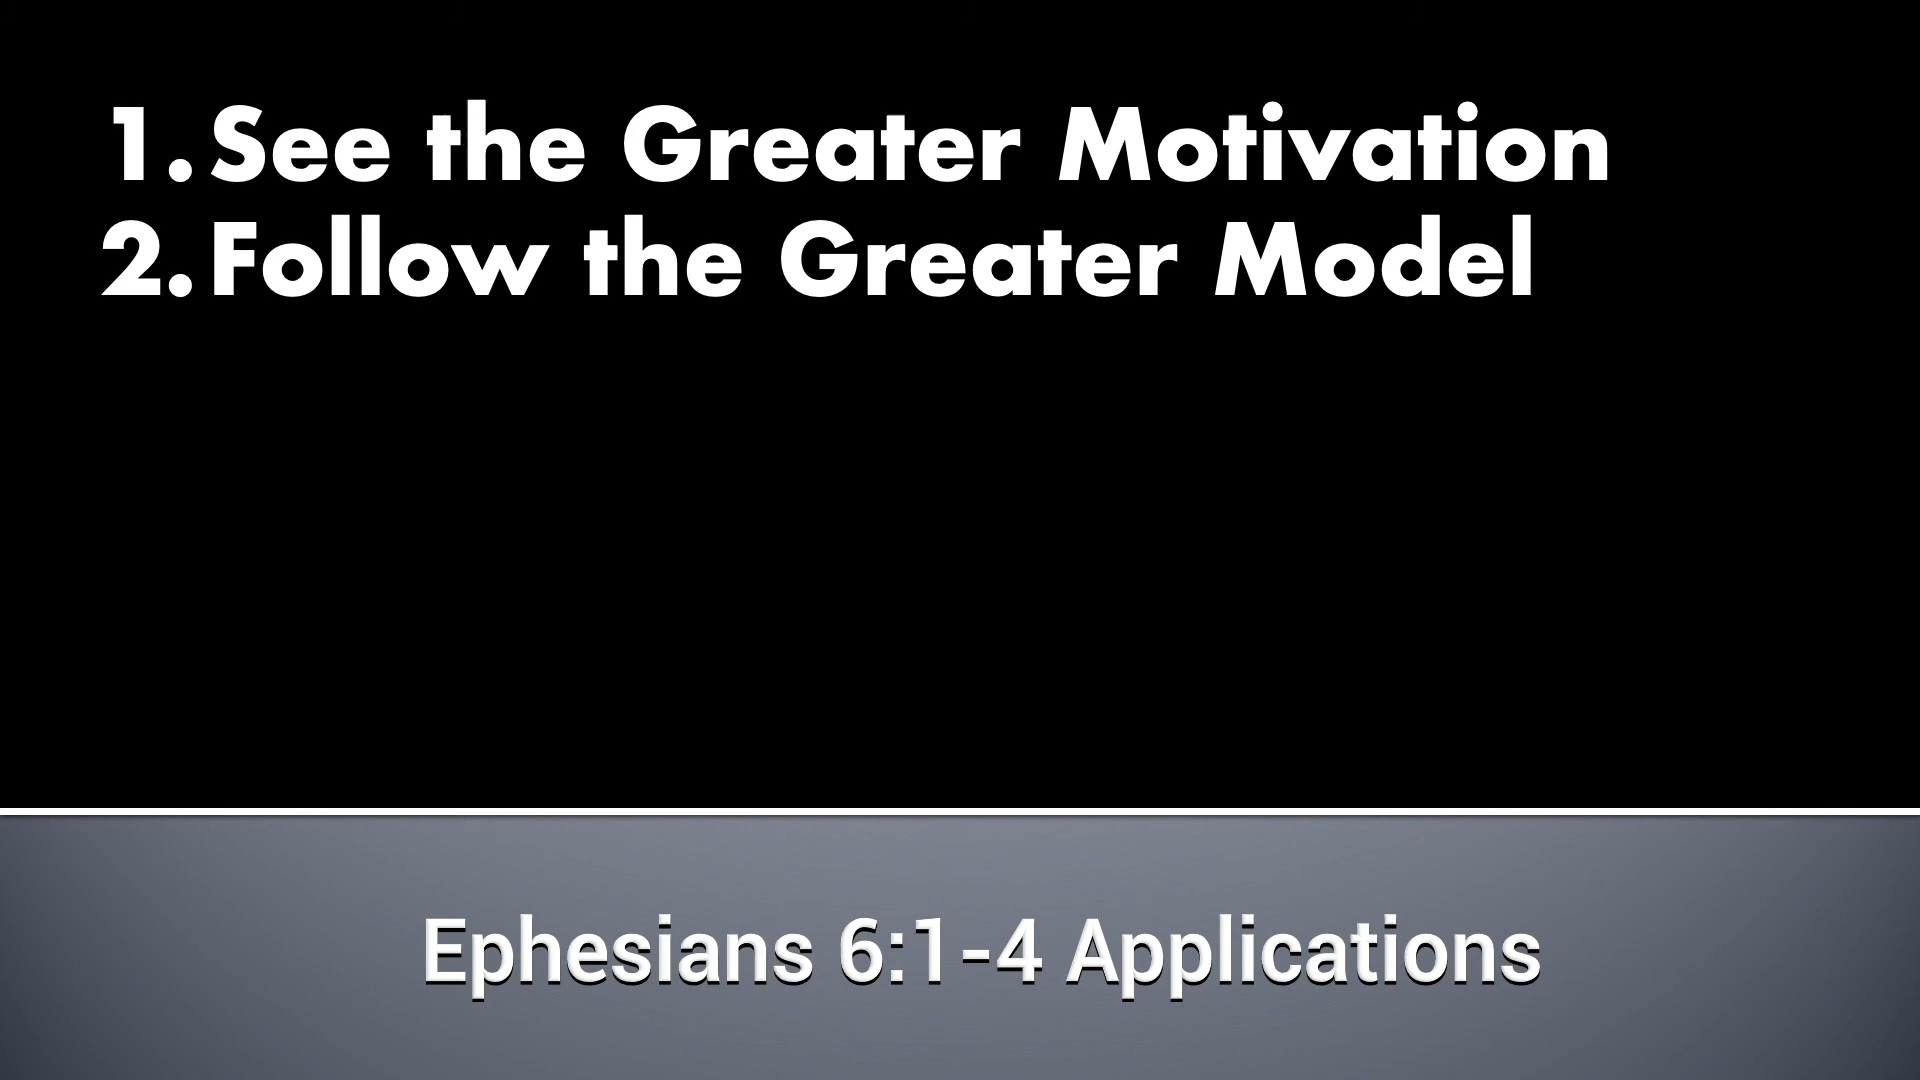 1. See the Greater Motivation
2. Follow the Greater Model
Ephesians 6:1-4 Applications